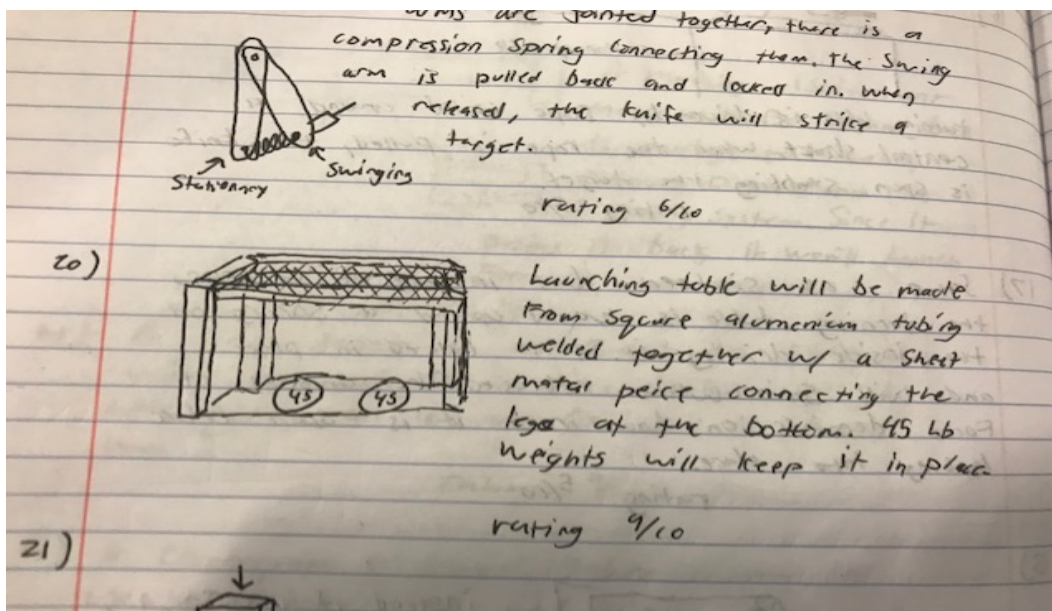 arms are jointed together, there is a
compression spring connecting them. The swing
arm is pulled back and locked in. when
released, the knife will strike a
target.
Stationary
Swinging
rating 6/10
20)
Launching table will be made
From sqcure alumenium tubing
welded together w/ a sheet
matal peice connecting the
legs at the bottom. 45 Lb
weights will keep it in place
45
45
rating 9/10
21)